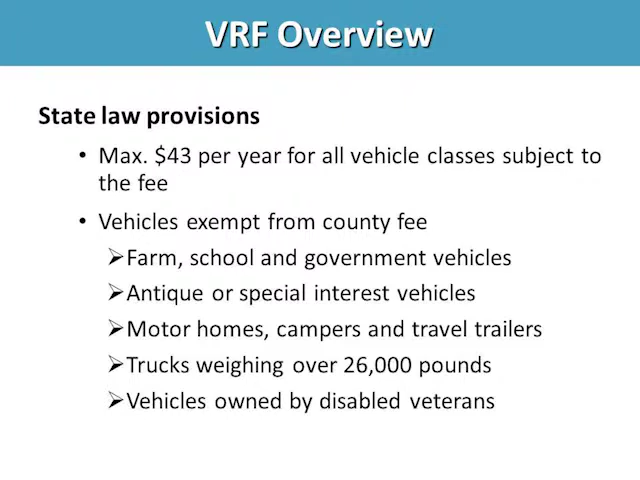 VRF Overview
State law provisions
• Max. $43 per year for all vehicle classes subject to
the fee
• Vehicles exempt from county fee
➢Farm, school and government vehicles
➢Antique or special interest vehicles
➢Motor homes, campers and travel trailers
➢Trucks weighing over 26,000 pounds
➢Vehicles owned by disabled veterans